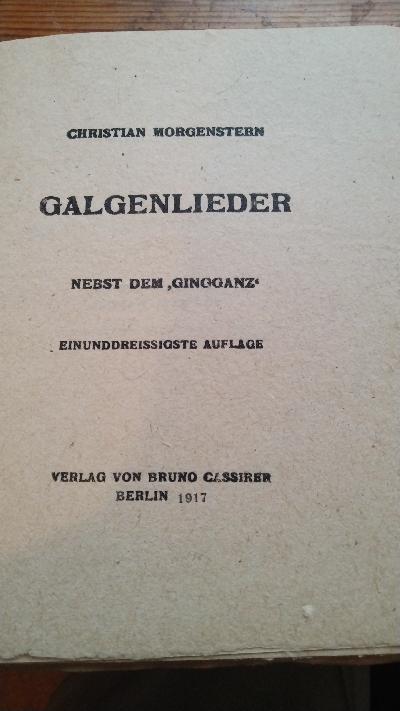 CHRISTIAN MORGENSTERN
GALGENLIEDER
NEBST DEM ‚GINGGANZ‘
EINUNDDREISSIGSTE AUFLAGE
VERLAG VON BRUNO CASSIRER
BERLIN 1917